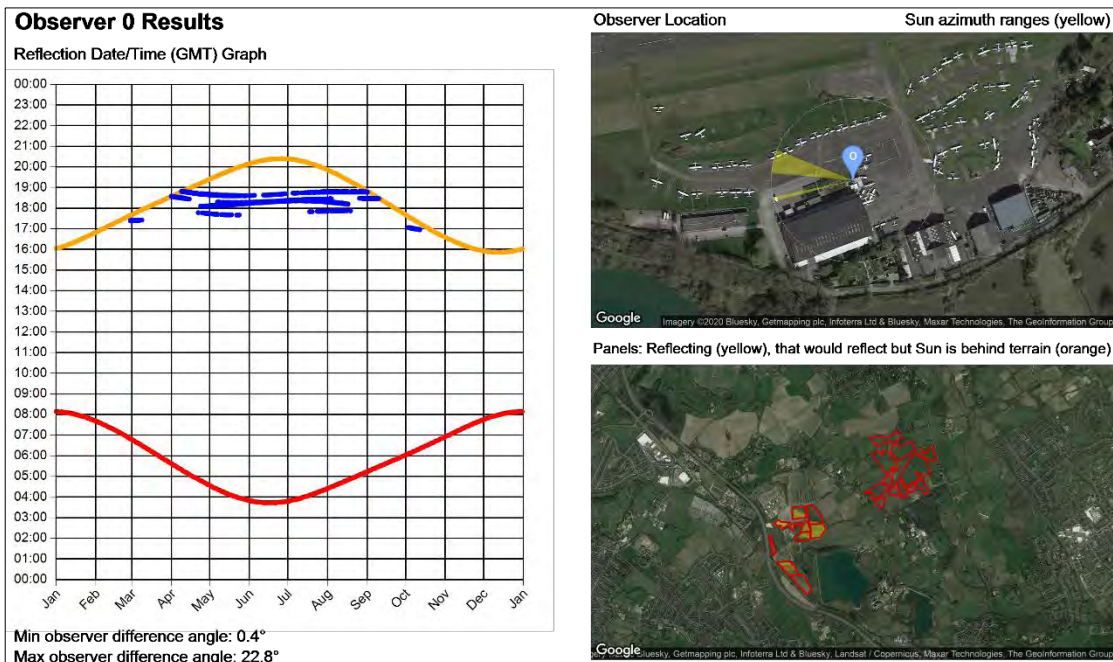 Observer 0 Results
Reflection Date/Time (GMT) Graph
00:00
23:00
22:00
21:00
20:00
19:00
18:00
17:00
16:00
15:00
14:00
13:00
12:00
11:00
10:00
09:00
08:00
07:00
06:00
05:00
04:00
03:00
02:00
01:00
00:00
Jan Feb Mar Apr May Jun Jul Aug Sep Oct Nov Dec Jan
Min observer difference angle: 0.4°
Max observer difference angle: 22.8°
Observer Location Sun azimuth ranges (yellow)
0
Google Imagery ©2020 Bluesky, Getmapping plc, Infoterra Ltd & Bluesky, Maxar Technologies, The GeoInformation Group
Panels: Reflecting (yellow), that would reflect but Sun is behind terrain (orange)
Google Bluesky, Getmapping plc, Infoterra Ltd & Bluesky, Landsat / Copernicus, Maxar Technologies, The GeoInformation Group